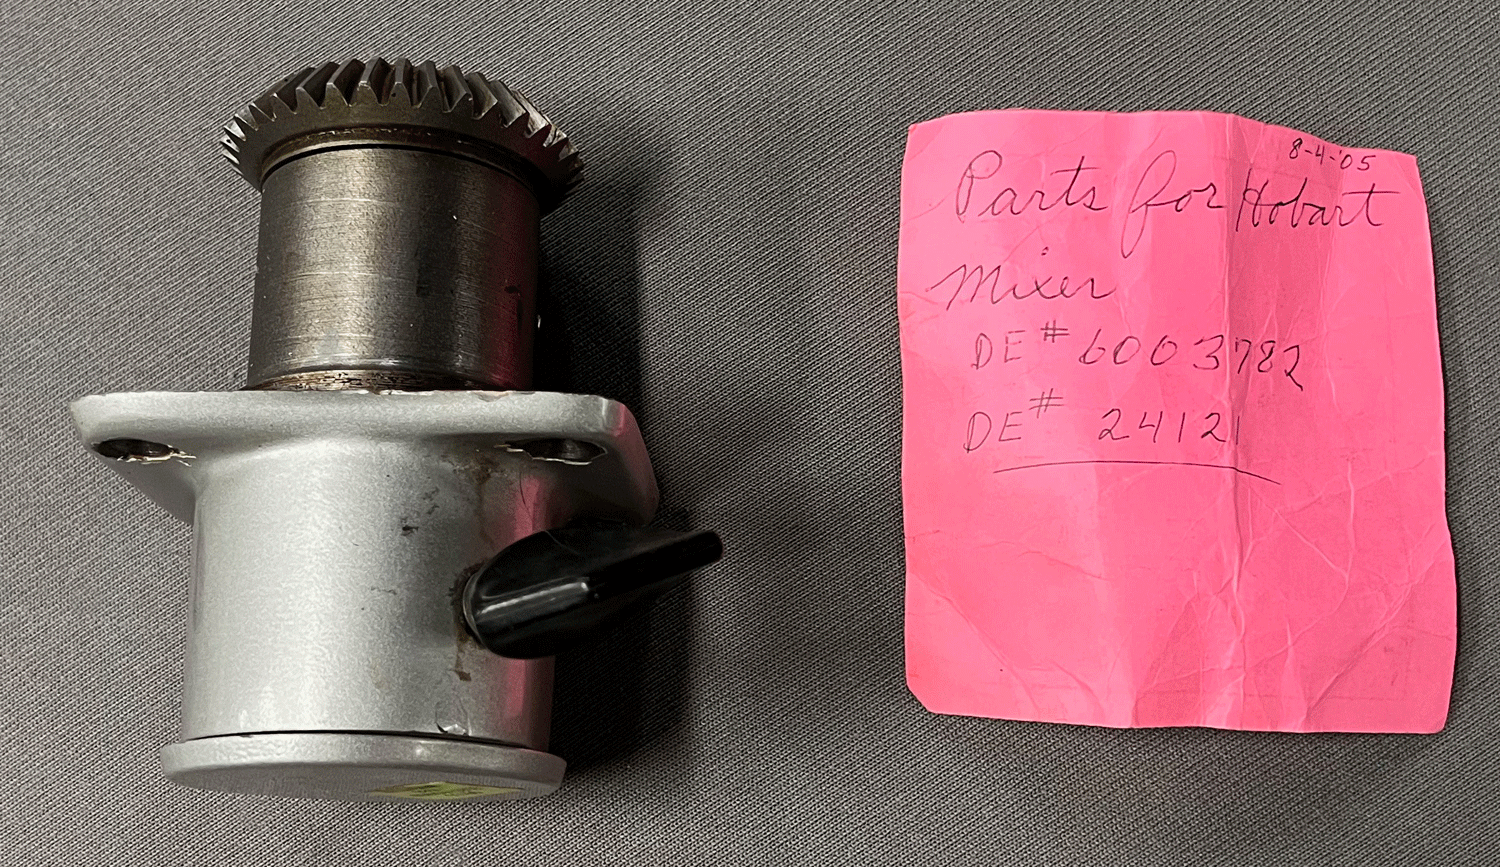 8-4-'05
Parts for Hobart
Mixer
DE# 6003782
DE# 24121